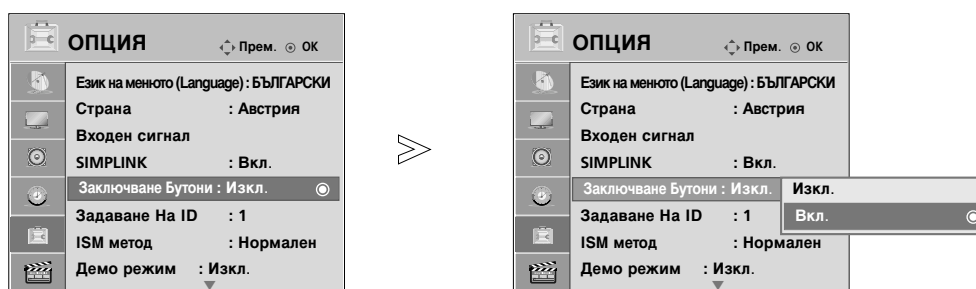 ОПЦИЯ Прем. OK
Език на менюто (Language) : БЪЛГАРСКИ
Страна : Австрия
Входен сигнал
SIMPLINK : Вкл.
Заключване Бутони : Изкл.
Задаване На ID : 1
ISM метод : Нормален
Демо режим : Изкл.
ОПЦИЯ Прем. OK
Език на менюто (Language) : БЪЛГАРСКИ
Страна : Австрия
Входен сигнал
SIMPLINK : Вкл.
Заключване Бутони : Изкл.
Изкл.
Вкл.
Задаване На ID : 1
ISM метод : Нормален
Демо режим : Изкл.